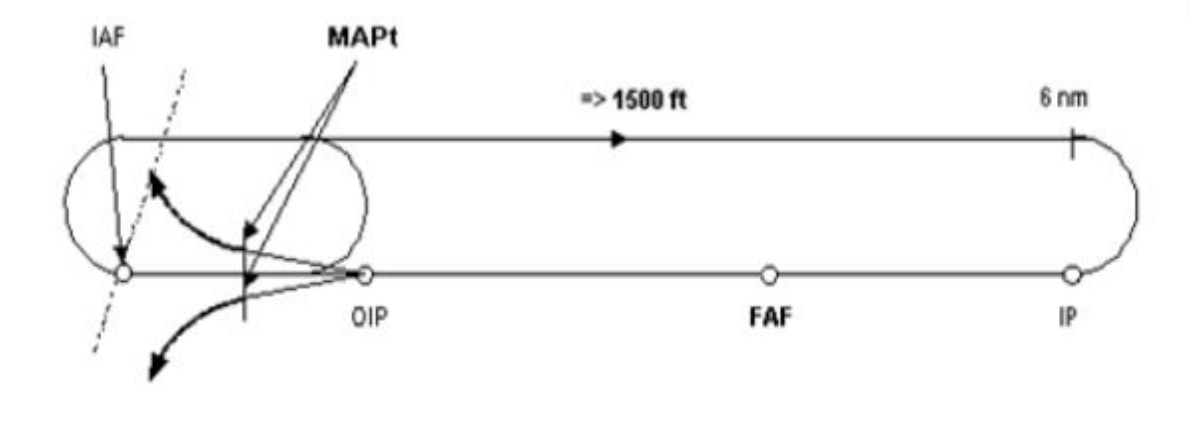 IAF
MAPt
=> 1500 ft
6 nm
OIP
FAF
IP